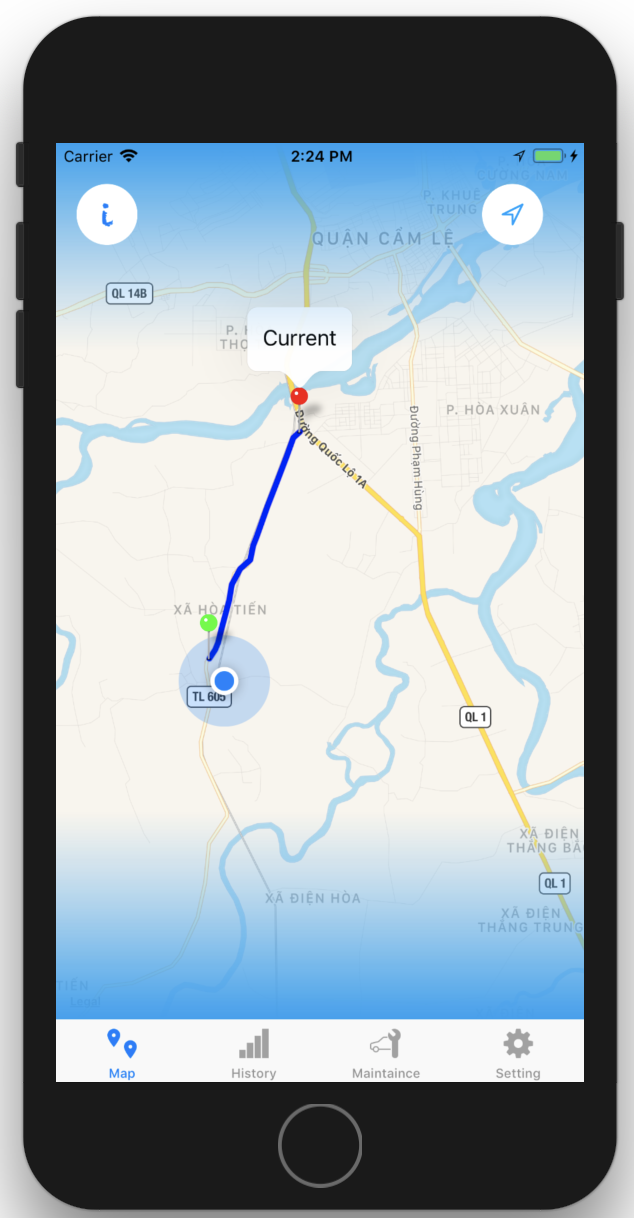 Carrier
2:24 PM
CƯƠNG NAM
P. KHUÊ
TRUNG
QUẬN CẨM LỆ
QL 14B
P. H
THỌ
Current
P. HÒA XUÂN
Đường Quốc Lộ 1A
Đường Phạm Hùng
XÃ HÒA TIẾN
TL 605
QL 1
XÃ ĐIỆN
THẮNG BẮ
QL 1
XÃ ĐIỆN HÒA
XÃ ĐIỆN
THẮNG TRUNG
TIẾN
Legal
Map
History
Maintaince
Setting